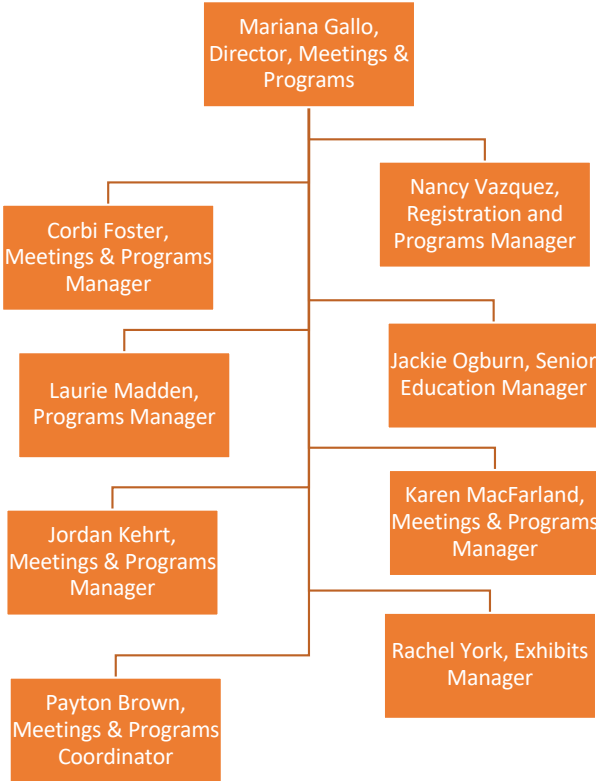 Mariana Gallo,
Director, Meetings &
Programs
Nancy Vazquez,
Registration and
Programs Manager
Corbi Foster,
Meetings & Programs
Manager
Jackie Ogburn, Senior
Education Manager
Laurie Madden,
Programs Manager
Karen MacFarland,
Meetings & Programs
Manager
Jordan Kehrt,
Meetings & Programs
Manager
Rachel York, Exhibits
Manager
Payton Brown,
Meetings & Programs
Coordinator